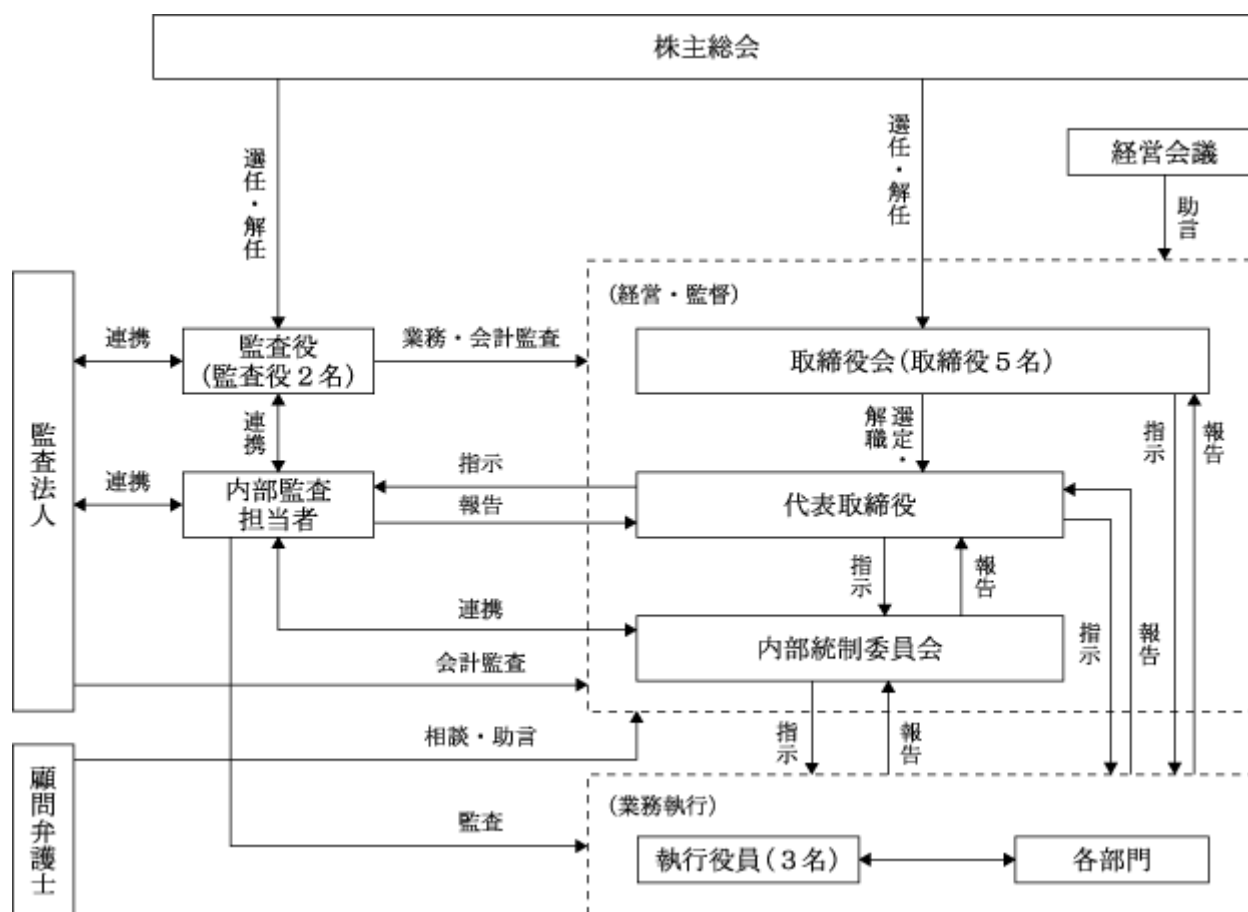 株主総会
選任・解任
選任・解任
経営会議
助言
(経営・監督)
連携
監査役
(監査役2名)
業務・会計監査
取締役会(取締役5名)
監査法人
連携
選定・
解職
指示
報告
連携
内部監査
担当者
指示
報告
代表取締役
指示
報告
連携
内部統制委員会
指示
報告
会計監査
相談・助言
指示
報告
顧問弁護士
(業務執行)
監査
執行役員(3名)
各部門